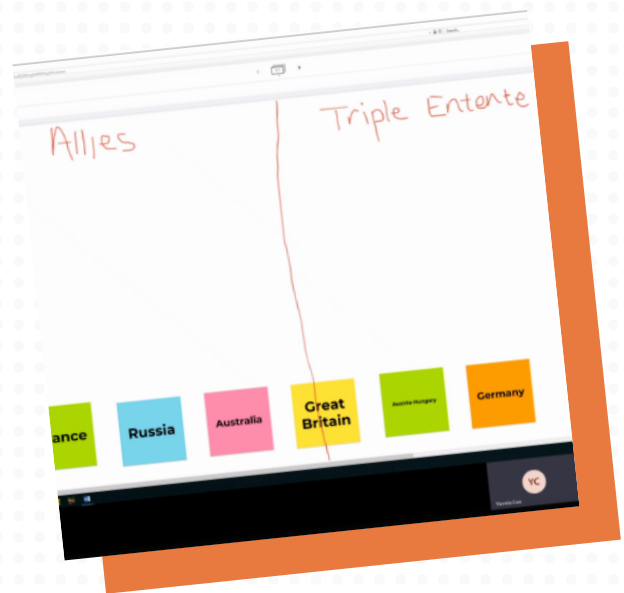 Allies
Triple Entente
ance
Russia
Australia
Great
Britain
Austria-Hungary
Germany
YC